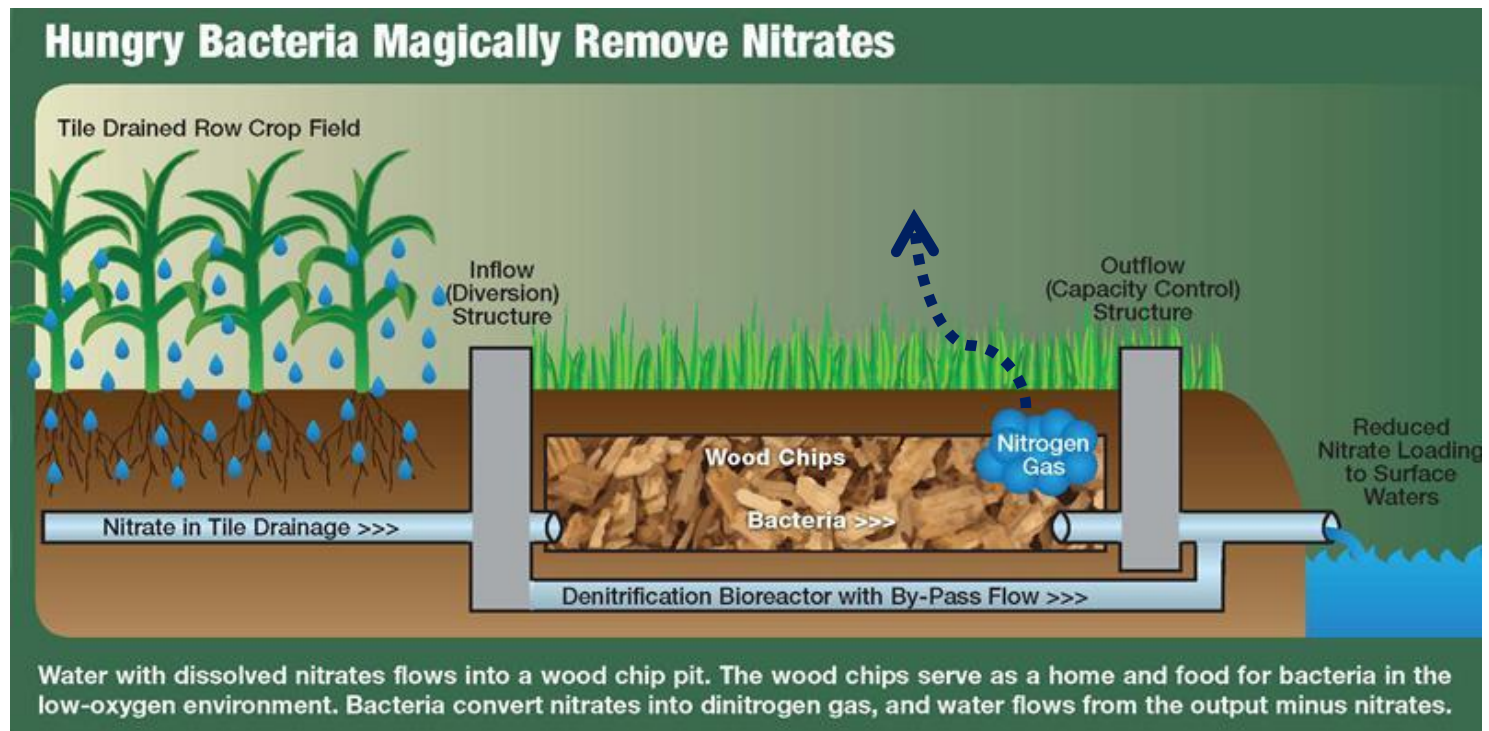 Hungry Bacteria Magically Remove Nitrates
Tile Drained Row Crop Field
Inflow
(Diversion)
Structure
Outflow
(Capacity Control)
Structure
Nitrogen
Gas
Wood Chips
Bacteria >>>
Reduced
Nitrate Loading
to Surface
Waters
Nitrate in Tile Drainage >>>
Denitrification Bioreactor with By-Pass Flow >>>
Water with dissolved nitrates flows into a wood chip pit. The wood chips serve as a home and food for bacteria in the
low-oxygen environment. Bacteria convert nitrates into dinitrogen gas, and water flows from the output minus nitrates.